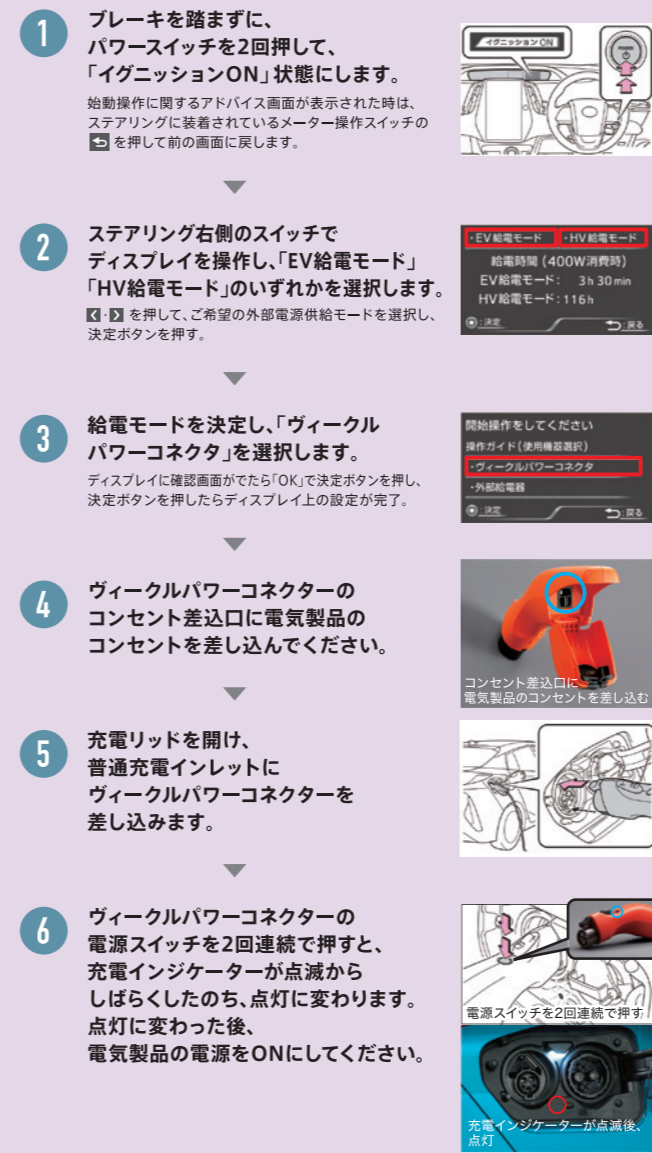 1
ブレーキを踏まずに、
パワースイッチを2回押して、
「イグニッションON」状態にします。
始動操作に関するアドバイス画面が表示された時は、
ステアリングに装着されているメーター操作スイッチの
を押して前の画面に戻します。
イグニッションON
POWER
2
ステアリング右側のスイッチで
ディスプレイを操作し、「EV給電モード」
「HV給電モード」のいずれかを選択します。
・を押して、ご希望の外部電源供給モードを選択し、
決定ボタンを押す。
・EV給電モード ・HV給電モード
給電時間 (400W消費時)
EV給電モード: 3h 30min
HV給電モード:116h
:決定 :戻る
3
給電モードを決定し、「ヴィークル
パワーコネクタ」を選択します。
ディスプレイに確認画面がでたら「OK」で決定ボタンを押し、
決定ボタンを押したらディスプレイ上の設定が完了。
開始操作をしてください
操作ガイド(使用機器選択)
・ヴィークルパワーコネクタ
・外部給電器
:決定 :戻る
4
ヴィークルパワーコネクターの
コンセント差込口に電気製品の
コンセントを差し込んでください。
コンセント差込口に
電気製品のコンセントを差し込む
5
充電リッドを開け、
普通充電インレットに
ヴィークルパワーコネクターを
差し込みます。
6
ヴィークルパワーコネクターの
電源スイッチを2回連続で押すと、
充電インジケーターが点滅から
しばらくしたのち、点灯に変わります。
点灯に変わった後、
電気製品の電源をONにしてください。
電源スイッチを2回連続で押す
充電インジケーターが点滅後、
点灯